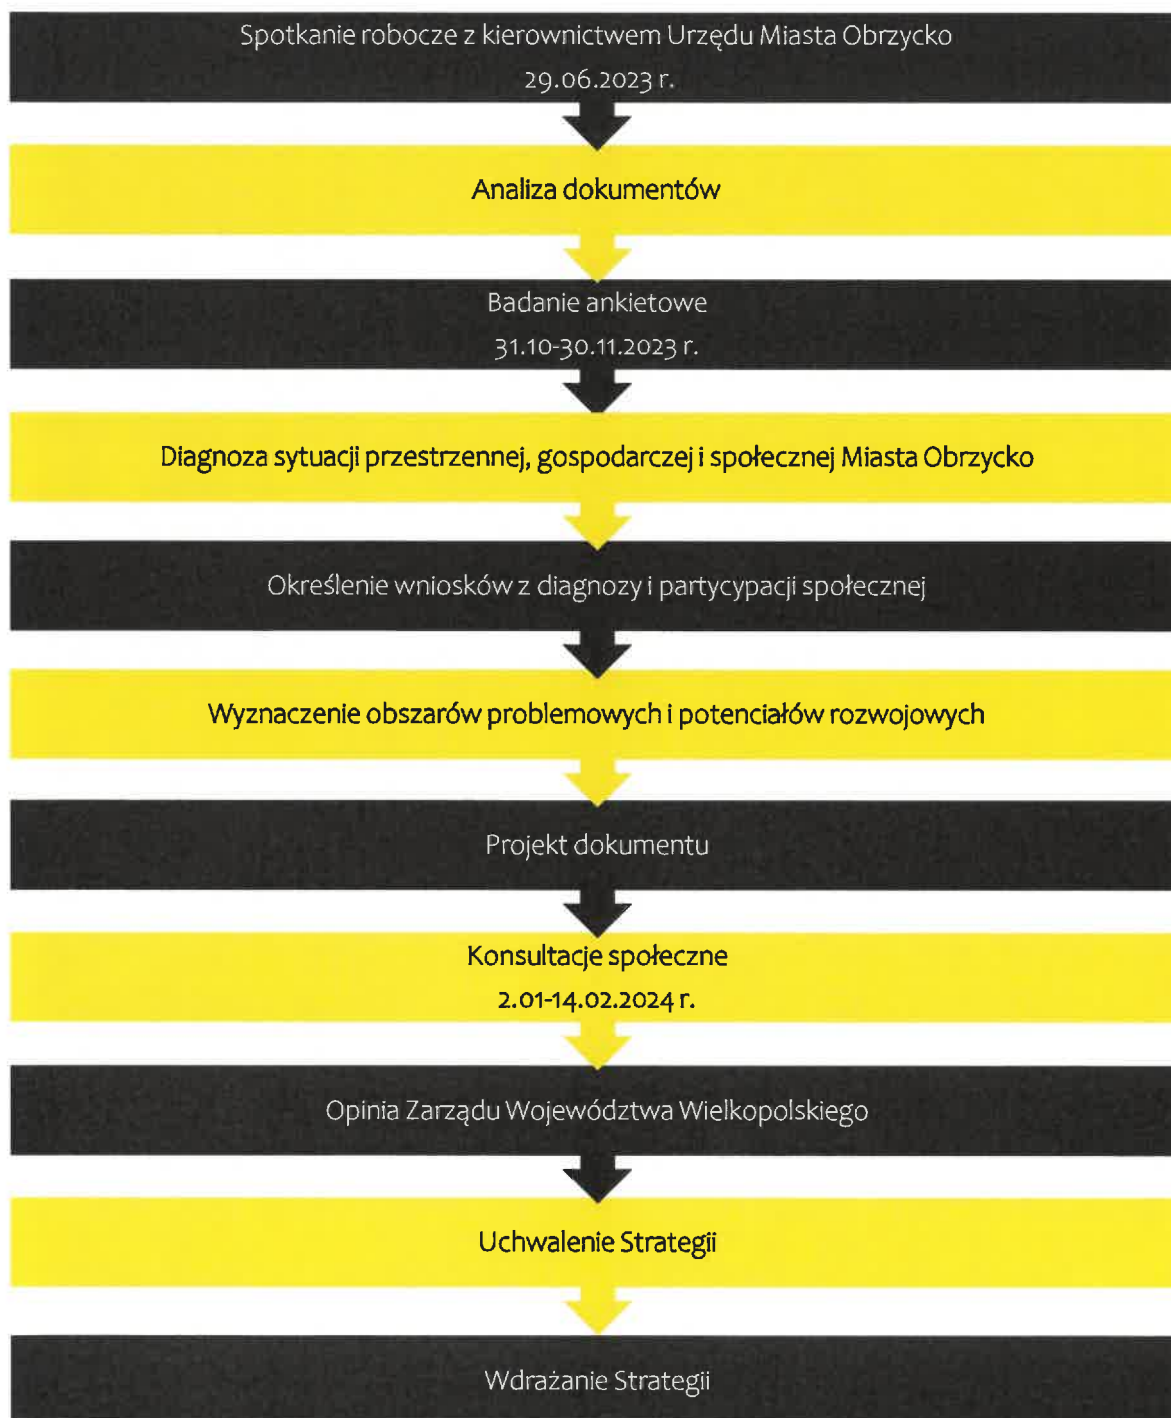 Spotkanie robocze z kierownictwem Urzędu Miasta Obrzycko
29.06.2023 r.
Analiza dokumentów
Badanie ankietowe
31.10-30.11.2023 r.
Diagnoza sytuacji przestrzennej, gospodarczej i społecznej Miasta Obrzycko
Określenie wniosków z diagnozy i partycypacji społecznej
Wyznaczenie obszarów problemowych i potencjałów rozwojowych
Projekt dokumentu
Konsultacje społeczne
2.01-14.02.2024 r.
Opinia Zarządu Województwa Wielkopolskiego
Uchwalenie Strategii
Wdrażanie Strategii